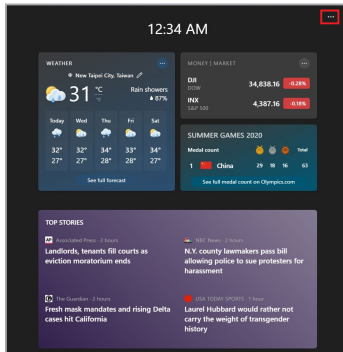 12:34 AM
WEATHER
New Taipei City, Taiwan
31 °C
°F
Rain showers
87%
Today Wed Thu Fri Sat
32° 32° 34° 33° 34°
27° 27° 28° 28° 27°
See full forecast
MONEY | MARKET
DJI
DOW
34,838.16 -0.28%
INX
S&P 500
4,387.16 -0.18%
SUMMER GAMES 2020
Medal count Total
1 China 29 18 16 63
See full medal count on Olympics.com
TOP STORIES
AP Associated Press · 2 hours
Landlords, tenants fill courts as
eviction moratorium ends
NBC News · 2 hours
N.Y. county lawmakers pass bill
allowing police to sue protesters for
harassment
The Guardian · 2 hours
Fresh mask mandates and rising Delta
cases hit California
USA TODAY SPORTS · 1 hour
Laurel Hubbard would rather not
carry the weight of transgender
history